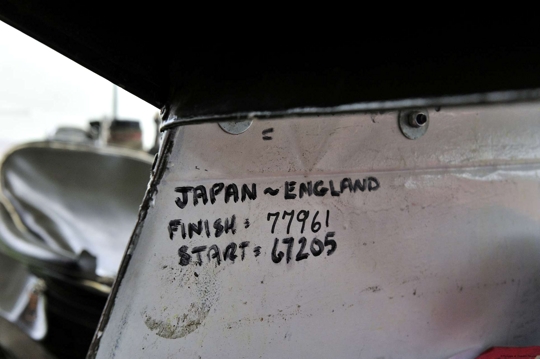 =
JAPAN ~ ENGLAND
FINISH: 77961
START: 67205